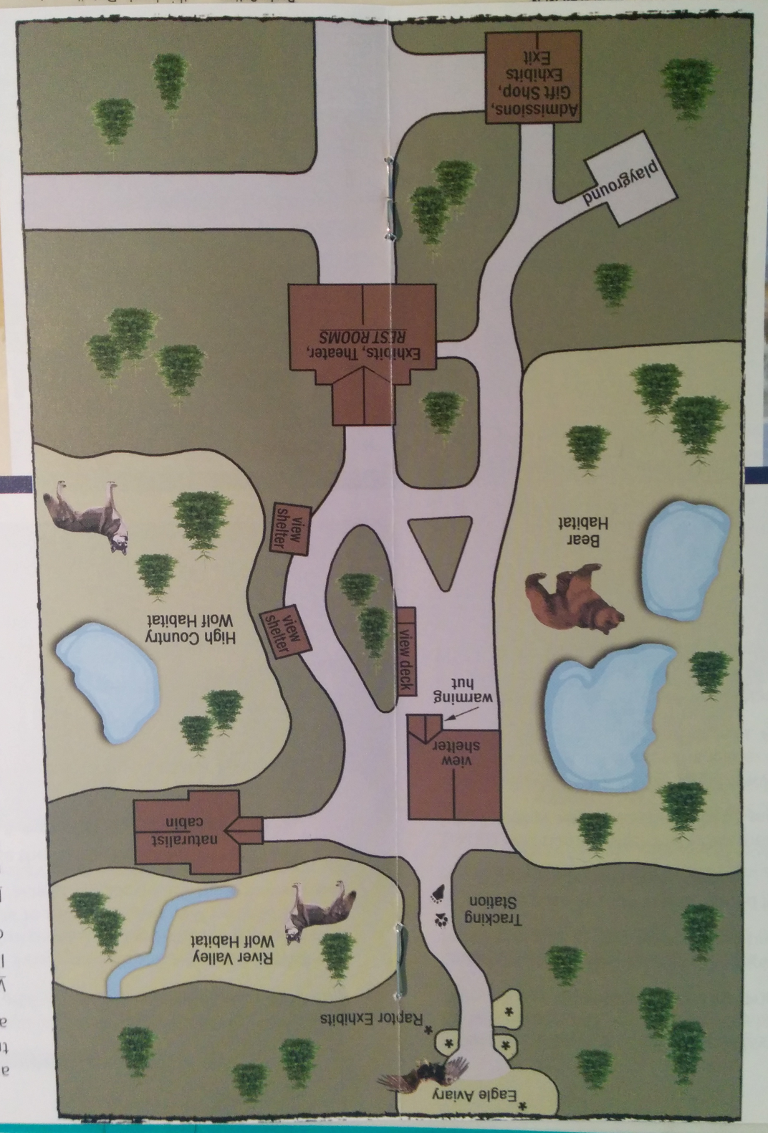 Eagle Aviary
Raptor Exhibits
River Valley
Wolf Habitat
Tracking
Station
naturalist
cabin
view
shelter
warming
hut
view deck
High Country
Wolf Habitat
view
shelter
view
shelter
Bear
Habitat
Exhibits, Theater,
REST ROOMS
playground
Admissions,
Gift Shop,
Exhibits
Exit